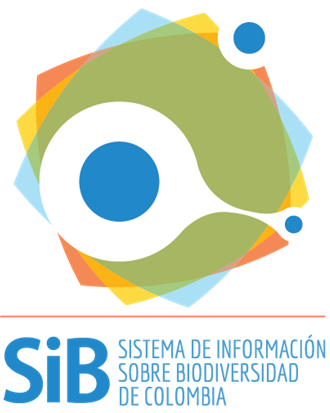 SiB
SISTEMA DE INFORMACIÓN
SOBRE BIODIVERSIDAD
DE COLOMBIA